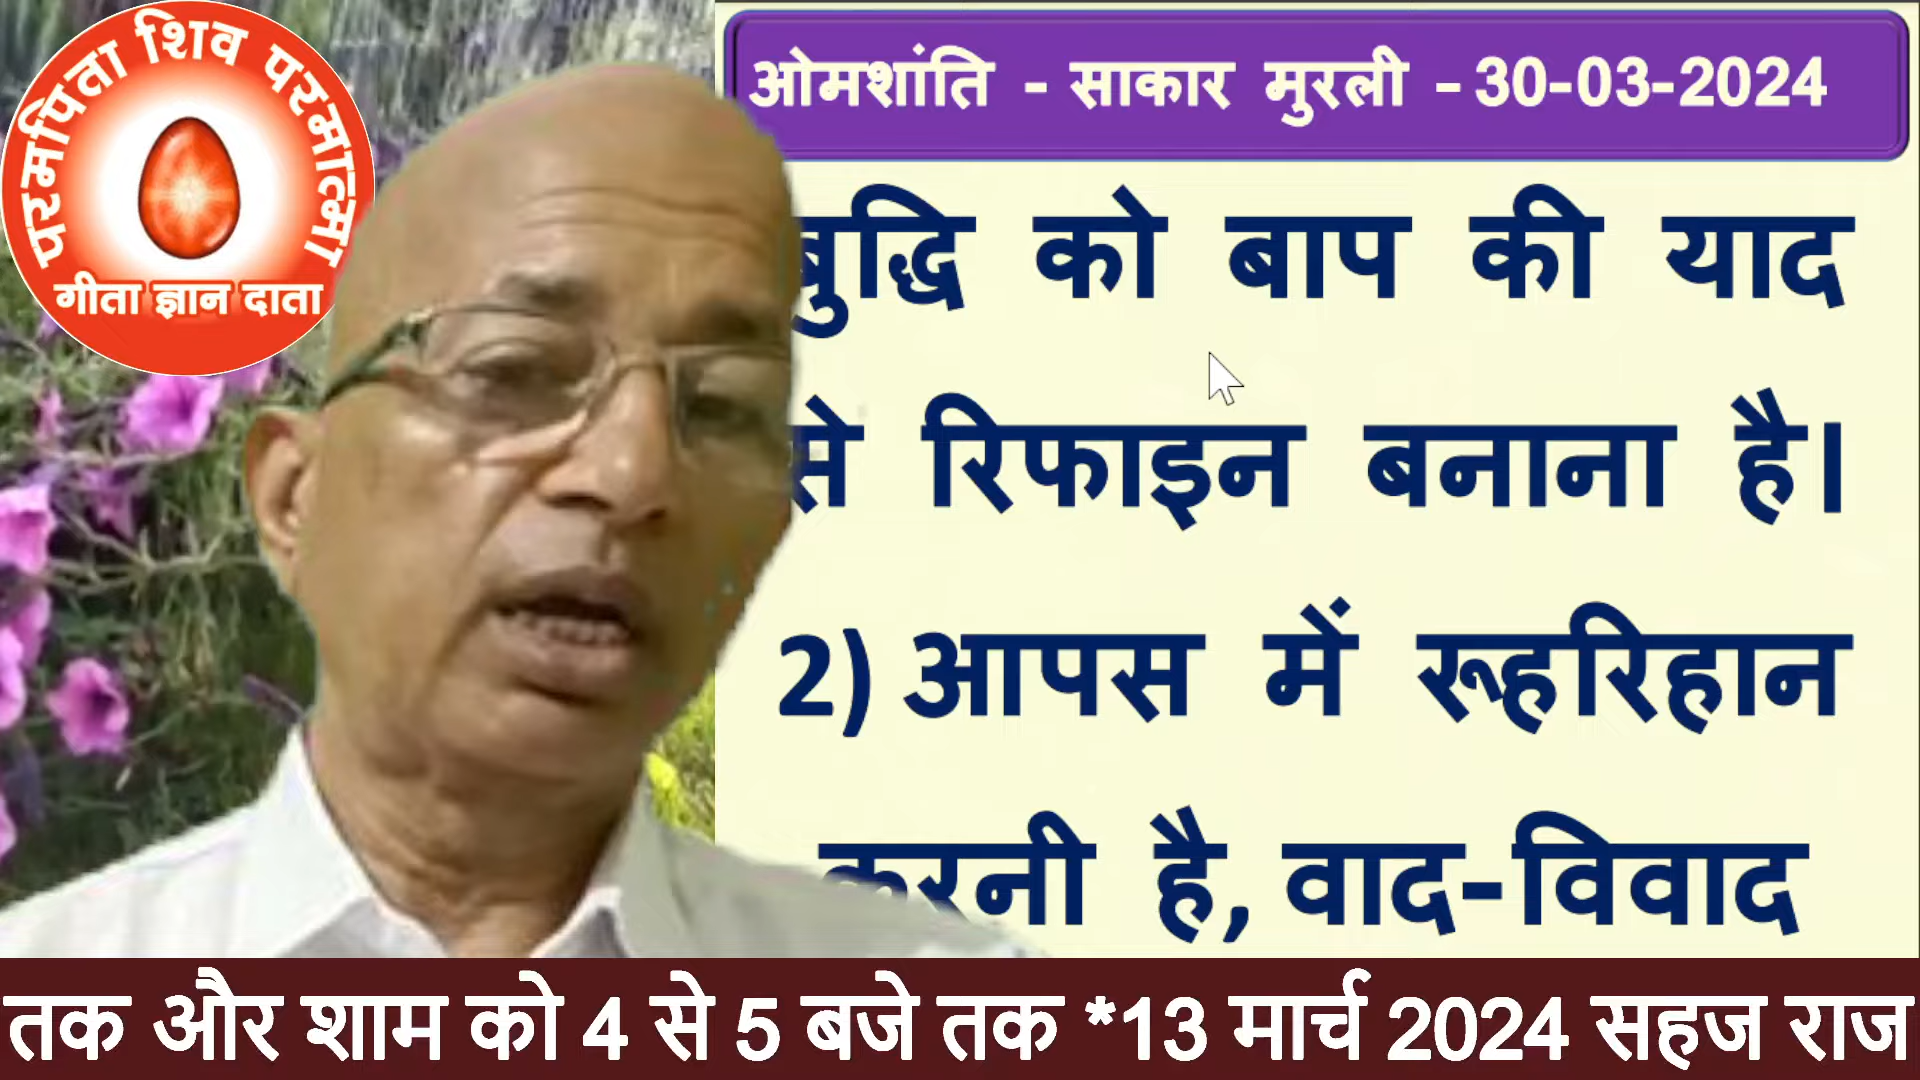 परमपिता शिव परमात्मा
गीता ज्ञान दाता
ओमशांति - साकार मुरली - 30-03-2024
बुद्धि को बाप की याद
से रिफाइन बनाना है।
2) आपस में रूहरिहान
करनी है, वाद-विवाद
तक और शाम को 4 से 5 बजे तक *13 मार्च 2024 सहज राज